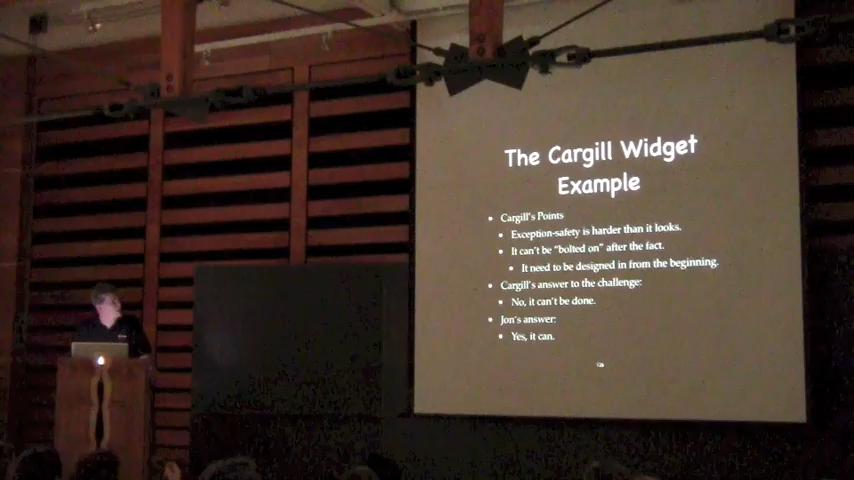 The Cargill Widget
Example
Cargill's Points
Exception-safety is harder than it looks.
It can't be "bolted on" after the fact.
It need to be designed in from the beginning.
Cargill's answer to the challenge:
No, it can't be done.
Jon's answer:
Yes, it can.